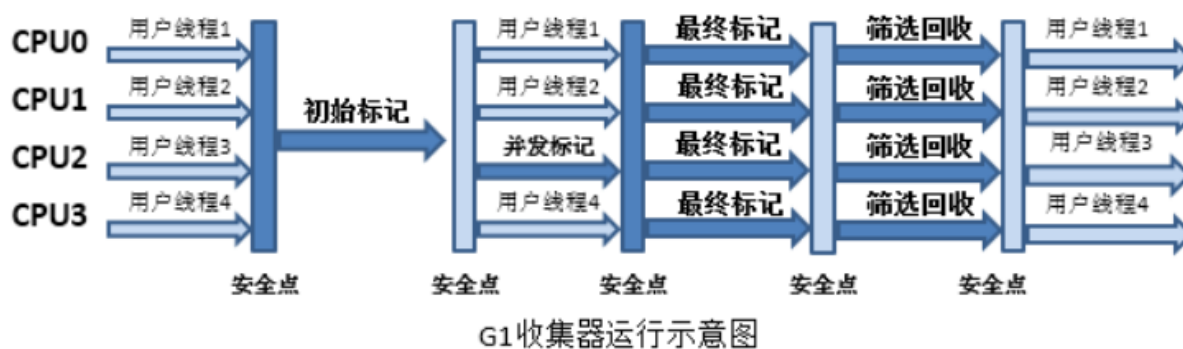 CPU0 用户线程1 用户线程1 最终标记 筛选回收 用户线程1
CPU1 用户线程2 初始标记 用户线程2 最终标记 筛选回收 用户线程2
CPU2 用户线程3 并发标记 最终标记 筛选回收 用户线程3
CPU3 用户线程4 用户线程4 最终标记 筛选回收 用户线程4
安全点 安全点 安全点 安全点 安全点
G1收集器运行示意图